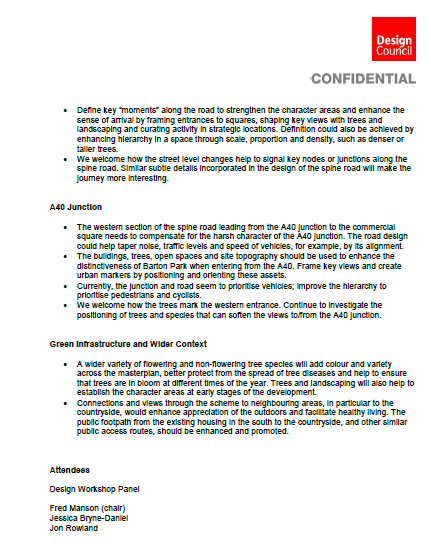 Design
Council
CONFIDENTIAL
• Define key "moments" along the road to strengthen the character areas and enhance the
sense of arrival by framing entrances to squares, shaping key views with trees and
landscaping and curating activity in strategic locations. Definition could also be achieved by
enhancing hierarchy in a space through scale, proportion and density, such as denser or
taller trees.
• We welcome how the street level changes help to signal key nodes or junctions along the
spine road. Similar subtle details incorporated in the design of the spine road will make the
journey more interesting.
A40 Junction
• The western section of the spine road leading from the A40 junction to the commercial
square needs to compensate for the harsh character of the A40 junction. The road design
could help taper noise, traffic levels and speed of vehicles, for example, by its alignment.
• The buildings, trees, open spaces and site topography should be used to enhance the
distinctiveness of Barton Park when entering from the A40. Frame key views and create
urban markers by positioning and orienting these assets.
• Currently, the junction and road seem to prioritise vehicles; improve the hierarchy to
prioritise pedestrians and cyclists.
• We welcome how the trees mark the western entrance. Continue to investigate the
positioning of trees and species that can soften the views to/from the A40 junction.
Green Infrastructure and Wider Context
• A wider variety of flowering and non-flowering tree species will add colour and variety
across the masterplan, better protect from the spread of tree diseases and help to ensure
that trees are in bloom at different times of the year. Trees and landscaping will also help to
establish the character areas at early stages of the development.
• Connections and views through the scheme to neighbouring areas, in particular to the
countryside, would enhance appreciation of the outdoors and facilitate healthy living. The
public footpath from the existing housing in the south to the countryside, and other similar
public access routes, should be enhanced and promoted.
Attendees
Design Workshop Panel
Fred Manson (chair)
Jessica Bryne-Daniel
Jon Rowland